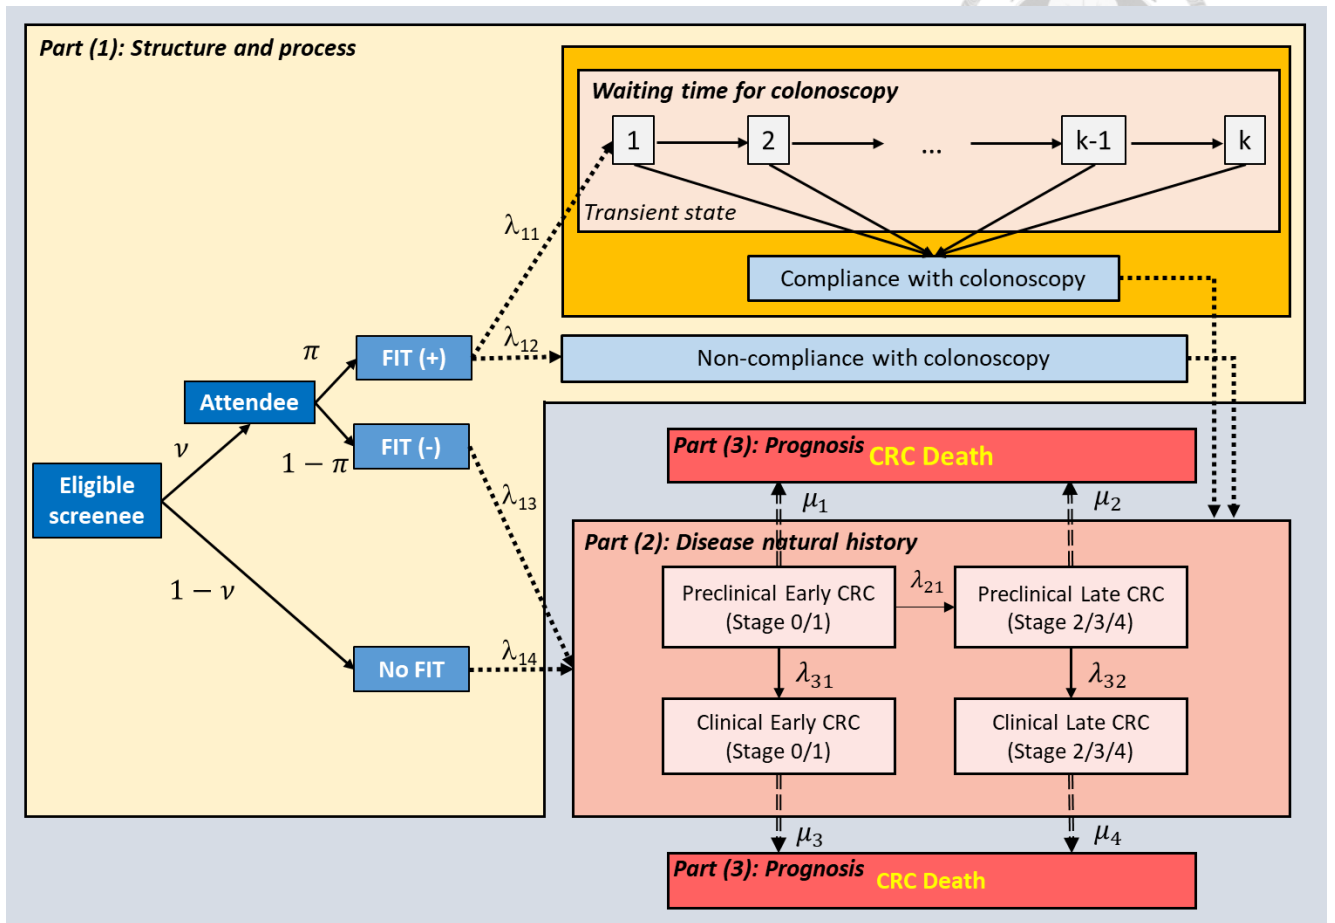 Part (1): Structure and process
Waiting time for colonoscopy
1
2
...
k-1
k
Transient state
λ11
Compliance with colonoscopy
λ12
Non-compliance with colonoscopy
π
FIT (+)
Attendee
FIT (-)
ν
1 − π
Eligible
screenee
λ13
1 − ν
No FIT
λ14
Part (3): Prognosis
CRC Death
μ1
μ2
Part (2): Disease natural history
Preclinical Early CRC
(Stage 0/1)
λ21
Preclinical Late CRC
(Stage 2/3/4)
λ31
λ32
Clinical Early CRC
(Stage 0/1)
Clinical Late CRC
(Stage 2/3/4)
μ3
μ4
Part (3): Prognosis
CRC Death